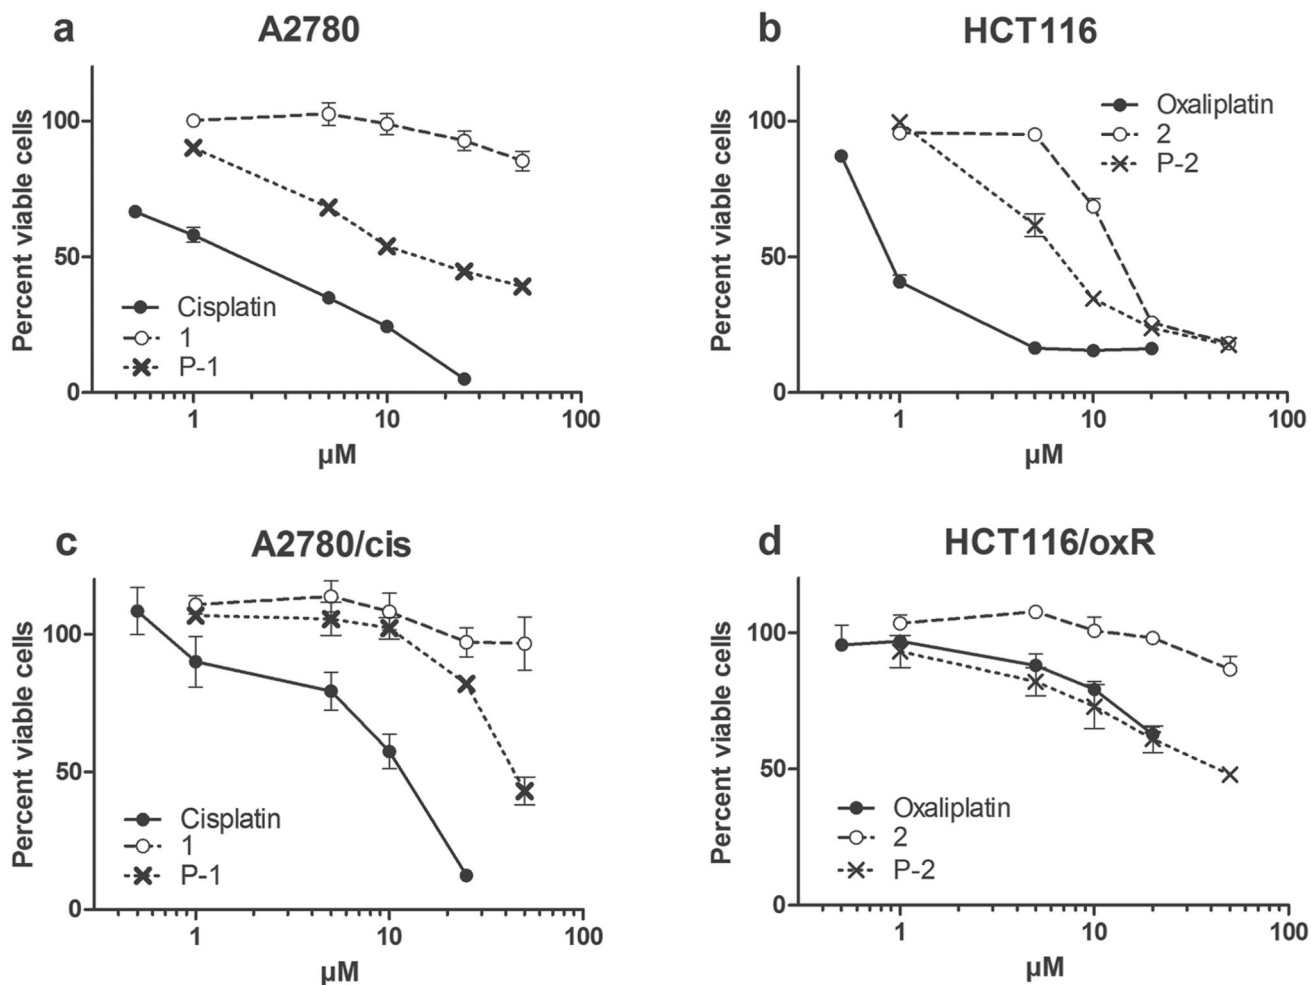 a
A2780
Percent viable cells
100
50
0
Cisplatin
1
P-1
1
10
100
µM
b
HCT116
Percent viable cells
100
50
0
Oxaliplatin
2
P-2
1
10
100
µM
c
A2780/cis
Percent viable cells
100
50
0
Cisplatin
1
P-1
1
10
100
µM
d
HCT116/oxR
Percent viable cells
100
50
0
Oxaliplatin
2
P-2
1
10
100
µM